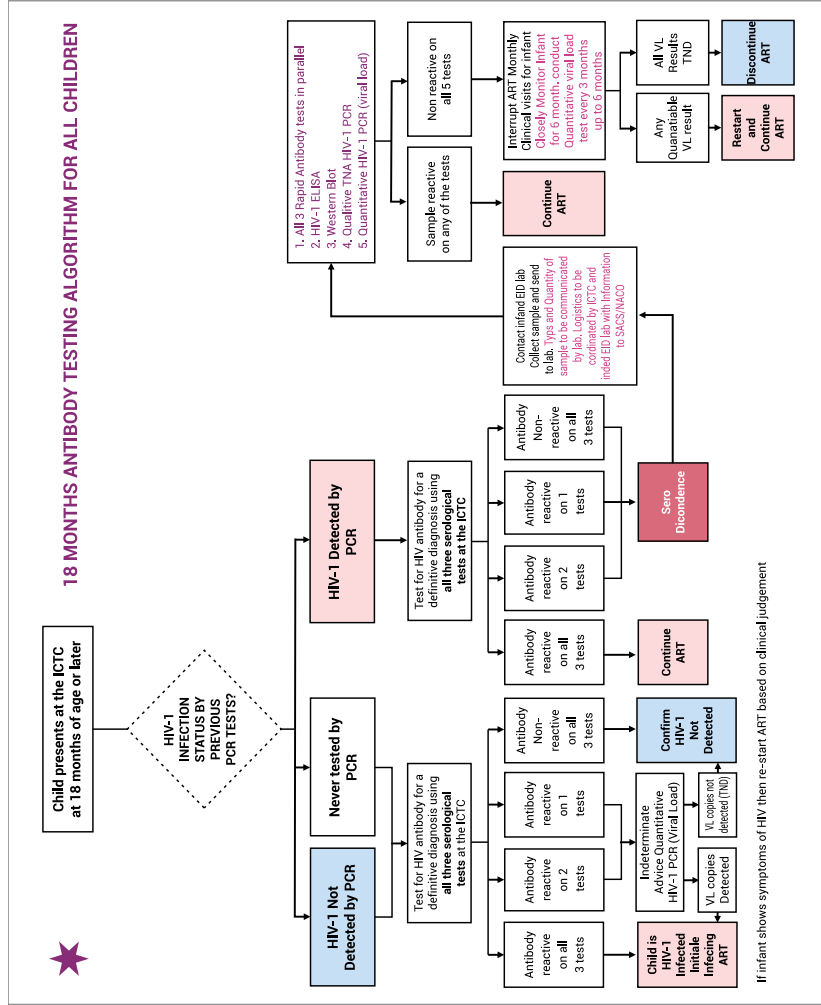 18 MONTHS ANTIBODY TESTING ALGORITHM FOR ALL CHILDREN
Child presents at the ICTC
at 18 months of age or later
HIV-1
INFECTION
STATUS BY
PREVIOUS
PCR TESTS?
HIV-1 Not
Detected by PCR
Never tested by
PCR
HIV-1 Detected by
PCR
Test for HIV antibody for a
definitive diagnosis using
all three serological
tests at the ICTC
Test for HIV antibody for a
definitive diagnosis using
all three serological
tests at the ICTC
Antibody
reactive
on all
3 tests
Antibody
reactive
on 2
tests
Antibody
reactive
on 1
tests
Antibody
Non-
reactive
on all
3 tests
Antibody
reactive
on all
3 tests
Antibody
reactive
on 2
tests
Antibody
reactive
on 1
tests
Antibody
Non-
reactive
on all
3 tests
Child is
HIV-1
Infected
Initiale
Infecing
ART
Indeterminate
Advice Quantitative
HIV-1 PCR (Viral Load)
VL copies
Detected
VL copies not
detected (TND)
Confirm
HIV-1
Not
Detected
Continue
ART
Sero
Dicondence
Contact infand EID lab
Collect sample and send
to lab. Typs and Quantity of
sample to be communicated
by lab. Logistics to be
cordinated by ICTC and
inded EID lab with Information
to SACS/NACO
1. All 3 Rapid Antibody tests in parallel
2. HIV-1 ELISA
3. Western Blot
4. Qualitive TNA HIV-1 PCR
5. Quantitative HIV-1 PCR (viral load)
Sample reactive
on any of the tests
Non reactive on
all 5 tests
Continue
ART
Interrupt ART Monthly
Clinical visits for infant
Closely Monitor Infant
for 6 month. conduct
Quantitative viral load
test every 3 months
up to 6 months
Any
Quanatiable
VL result
All VL
Results
TND
Restart
and
Continue
ART
Discontinue
ART
If infant shows symptoms of HIV then re-start ART based on clinical judgement